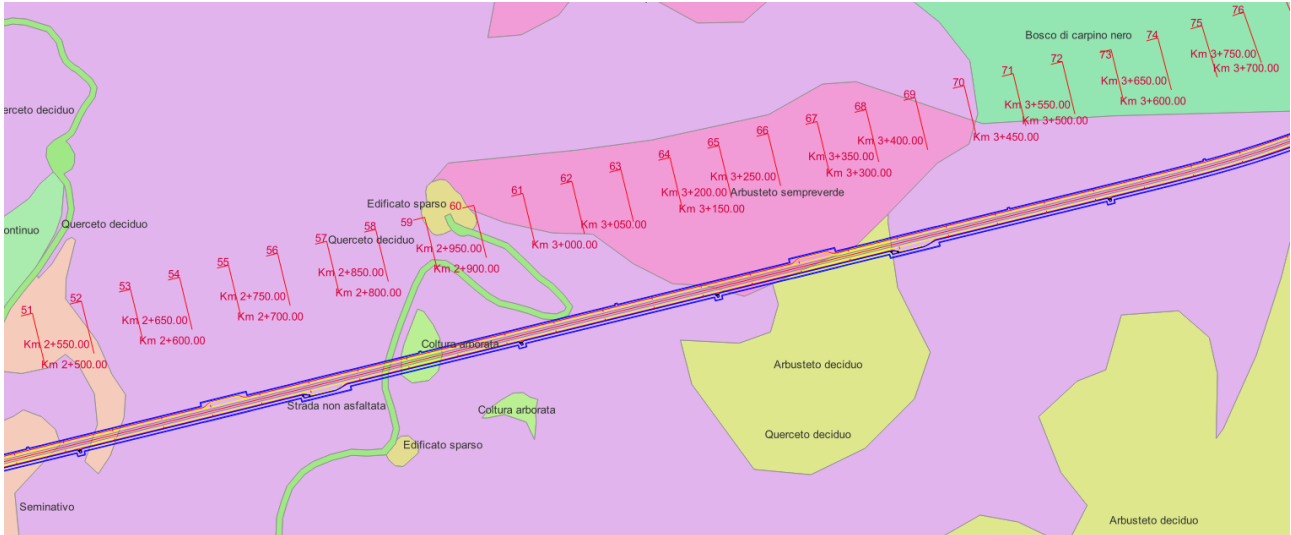 76
75
Bosco di carpino nero
74
73
Km 3+750.00
72
Km 3+700.00
71
Km 3+650.00
70
Km 3+600.00
69
Km 3+550.00
68
Km 3+500.00
67
Km 3+450.00
66
Km 3+400.00
65
Km 3+350.00
64
Km 3+300.00
63
Km 3+250.00
62
Km 3+200.00
Arbusteto sempreverde
61
Km 3+150.00
Edificato sparso
60
Km 3+050.00
59
Km 3+000.00
erceto deciduo
Querceto deciduo
ontinuo
58
Querceto deciduo
57
Km 2+950.00
56
Km 2+900.00
55
Km 2+850.00
54
Km 2+800.00
53
Km 2+750.00
52
Km 2+700.00
51
Km 2+650.00
Km 2+600.00
Km 2+550.00
Km 2+500.00
Coltura arborata
Arbusteto deciduo
Strada non asfaltata
Coltura arborata
Querceto deciduo
Edificato sparso
Seminativo
Arbusteto deciduo